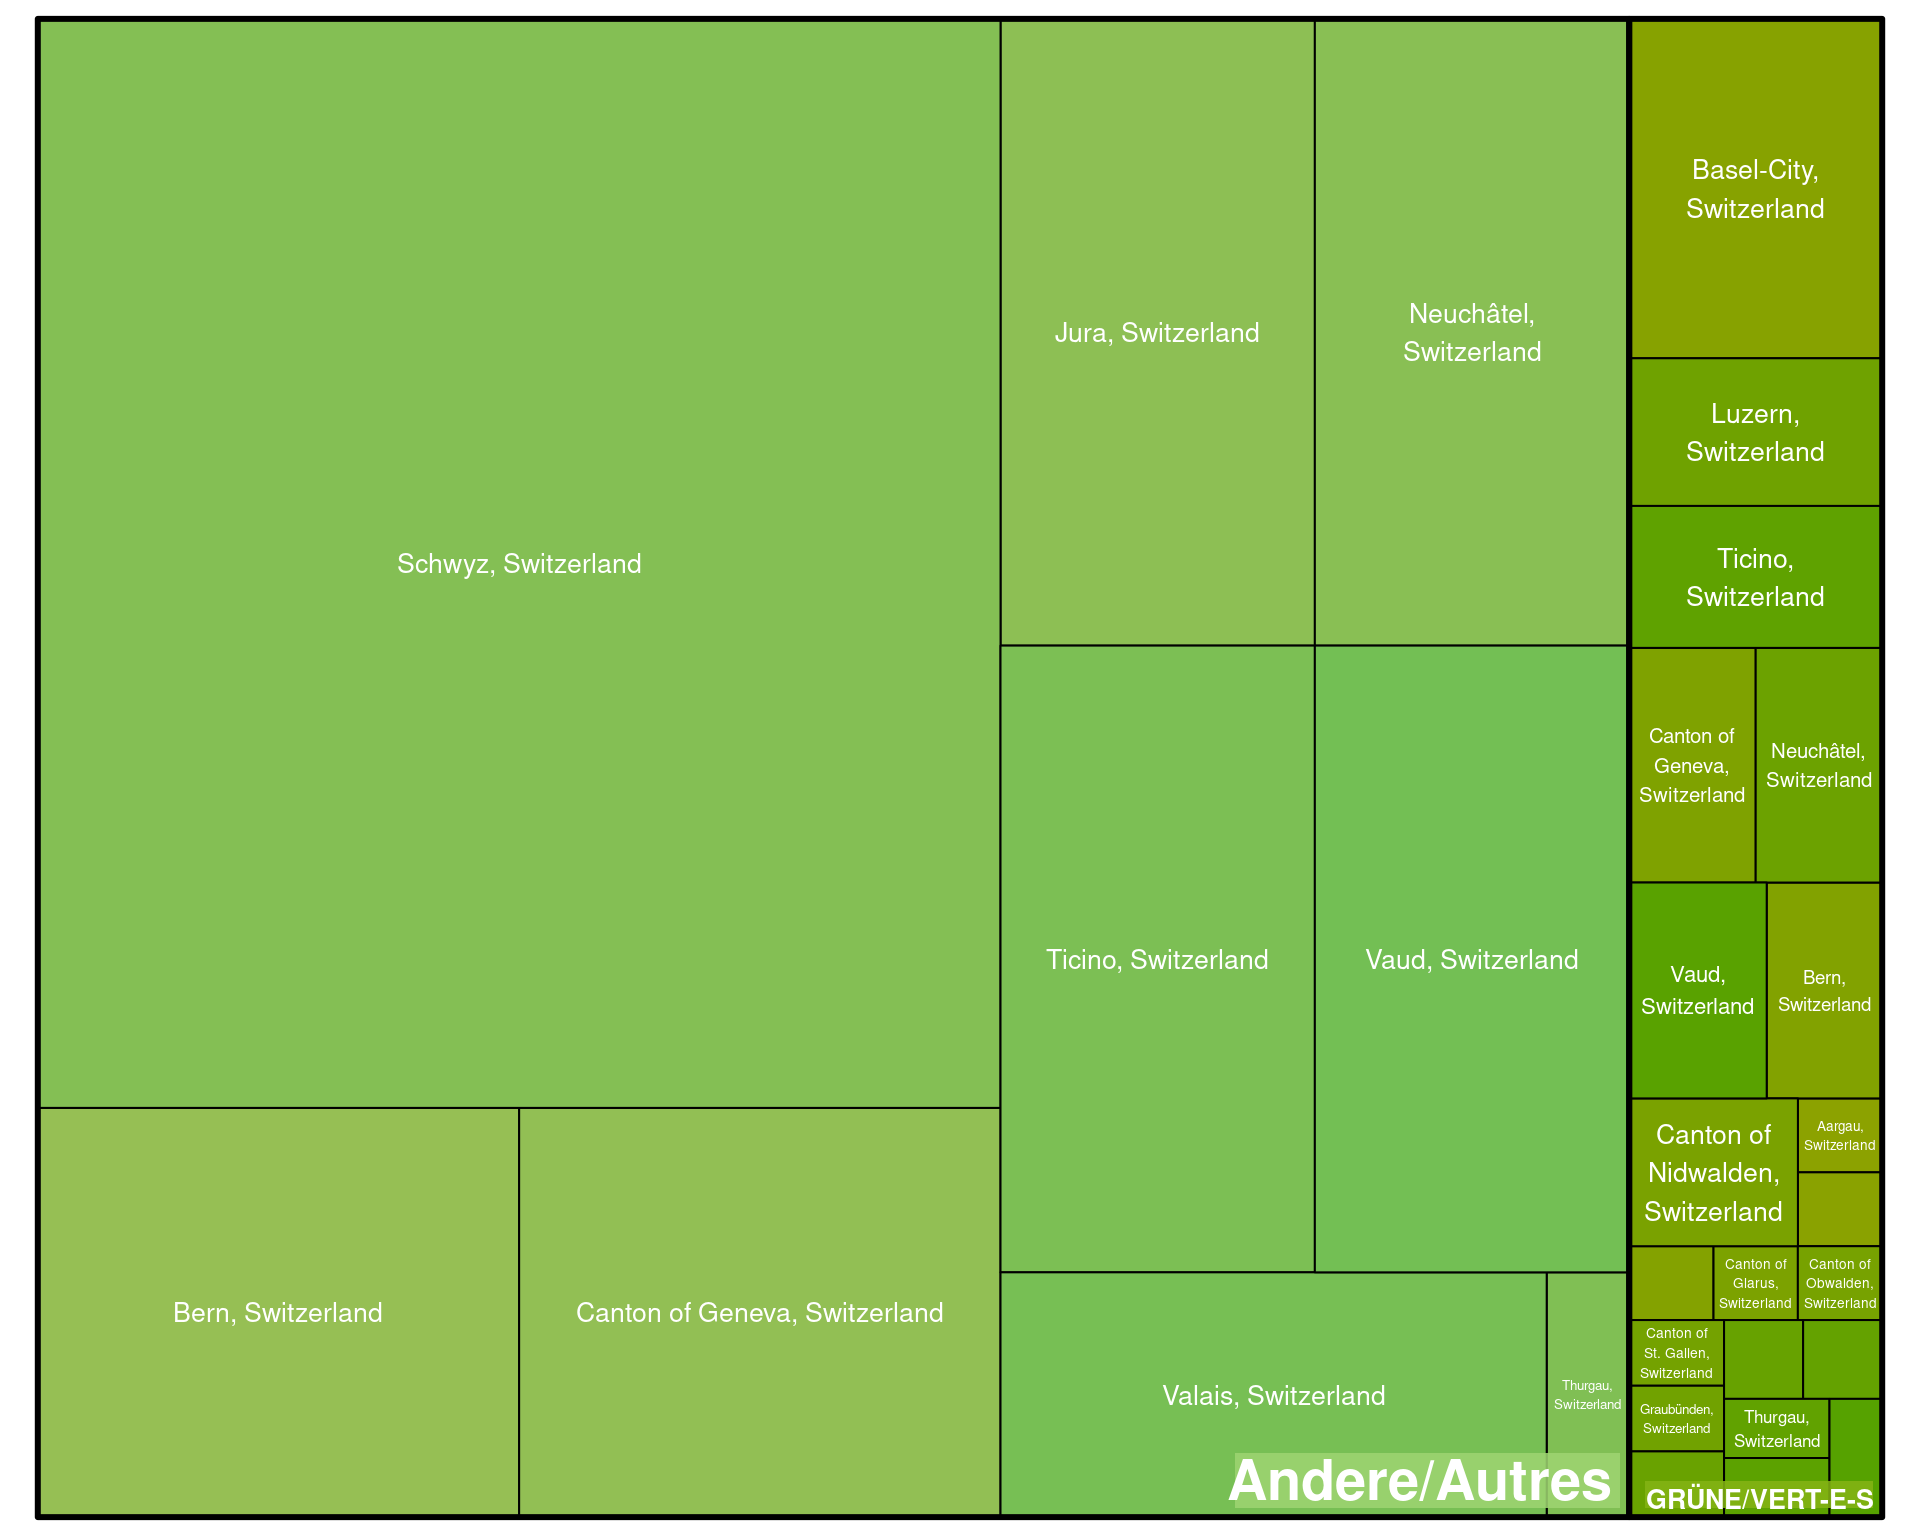 Schwyz, Switzerland
Bern, Switzerland
Canton of Geneva, Switzerland
Jura, Switzerland
Neuchâtel,
Switzerland
Ticino, Switzerland
Vaud, Switzerland
Valais, Switzerland
Thurgau,
Switzerland
Andere/Autres
Basel-City,
Switzerland
Luzern,
Switzerland
Ticino,
Switzerland
Canton of
Geneva,
Switzerland
Neuchâtel,
Switzerland
Vaud,
Switzerland
Bern,
Switzerland
Canton of
Nidwalden,
Switzerland
Aargau,
Switzerland
Canton of
Glarus,
Switzerland
Canton of
Obwalden,
Switzerland
Canton of
St. Gallen,
Switzerland
Graubünden,
Switzerland
Thurgau,
Switzerland
GRÜNE/VERT-E-S